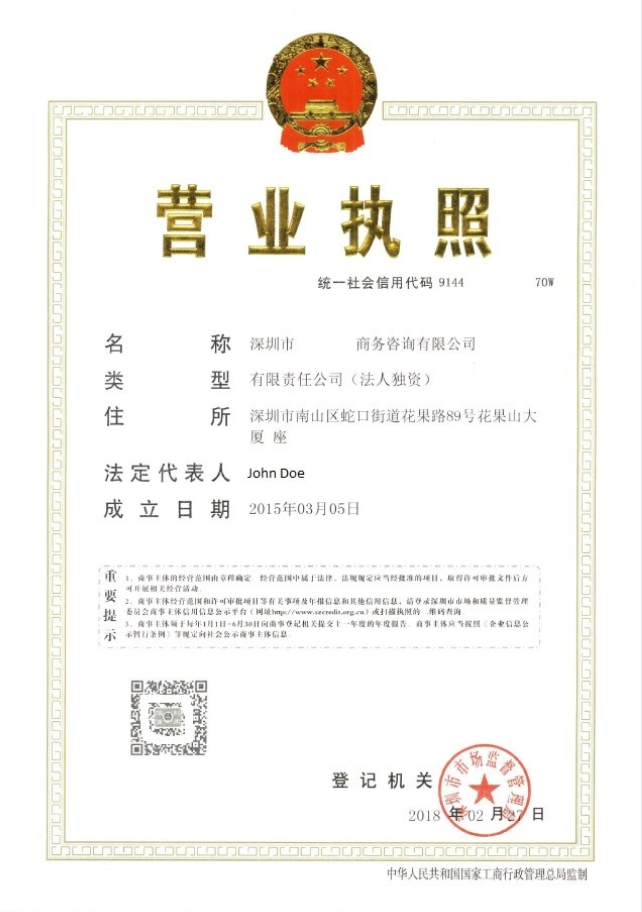 营业执照
统一社会信用代码 9144 70W
名 称 深圳市 商务咨询有限公司
类 型 有限责任公司（法人独资）
住 所 深圳市南山区蛇口街道花果路89号花果山大
厦 座
法定代表人 John Doe
成立日期 2015年03月05日
重要提示
1、商事主体的经营范围由章程确定 经营范围中属于法律、法规规定应当经批准的项目，取得许可审批文件后方
可开展相关经营活动
2、商事主体经营范围和许可审批项目等有关事项及年报信息和其他信用信息，请登录深圳市市场和质量监督管理
委员会商事主体信用信息公示平台（网址http://www.szcredit.org.cn）或扫描执照的二维码查询
3、商事主体须于每年1月1日-6月30日向商事登记机关提交上一年度的年度报告 商事主体应当按照《企业信息公
示暂行条例》等规定向社会公示商事主体信息
登记机关
深圳市市场监督管理局
2018 年 02 月 27 日
中华人民共和国国家工商行政管理总局监制